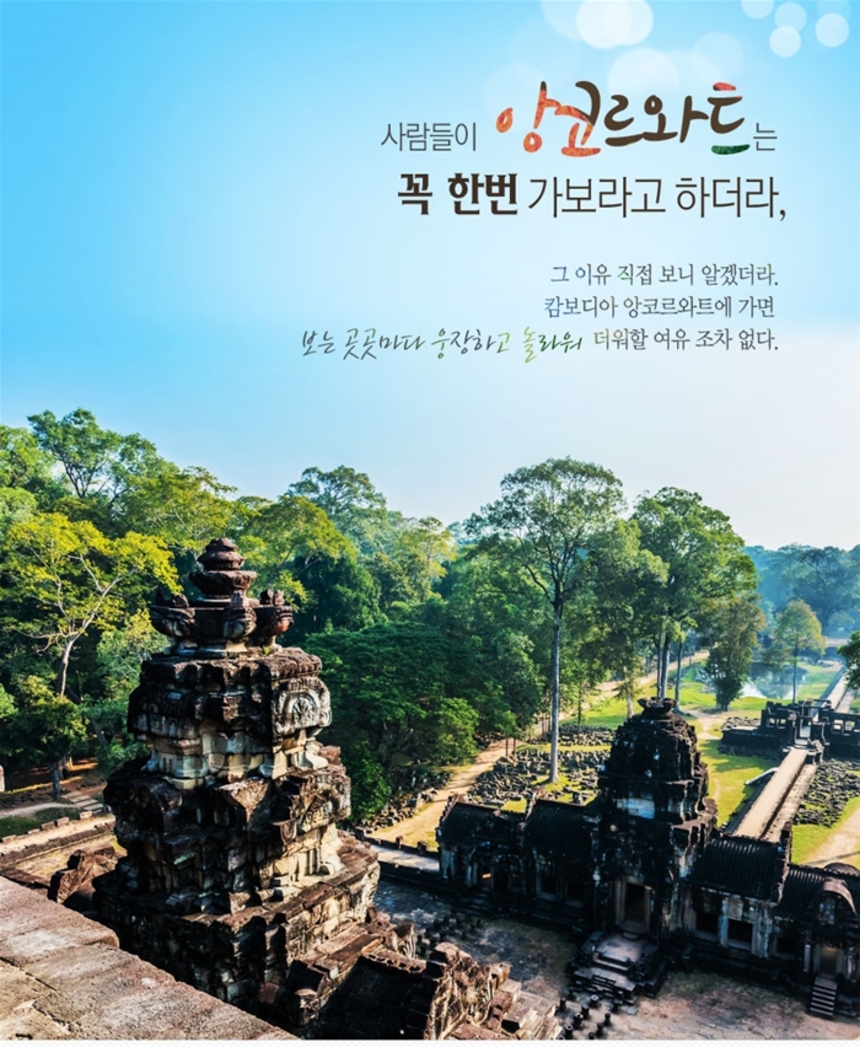 사람들이 앙코르와트는
꼭 한번 가보라고 하더라,
그 이유 직접 보니 알겠더라.
캄보디아 앙코르와트에 가면
보는 곳곳마다 웅장하고 놀라워 더워할 여유 조차 없다.